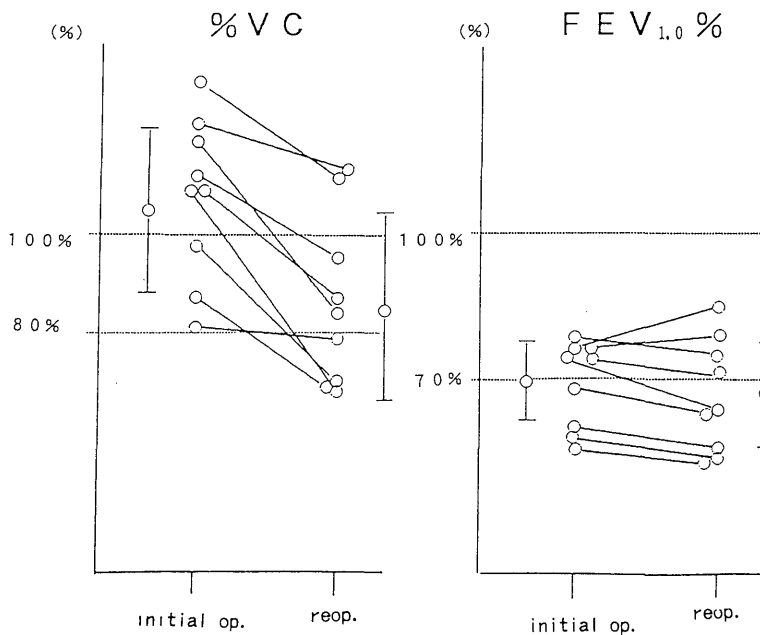 (%)
%VC
100%
80%
initial op.
reop.
(%)
FEV1.0%
100%
70%
initial op.
reop.